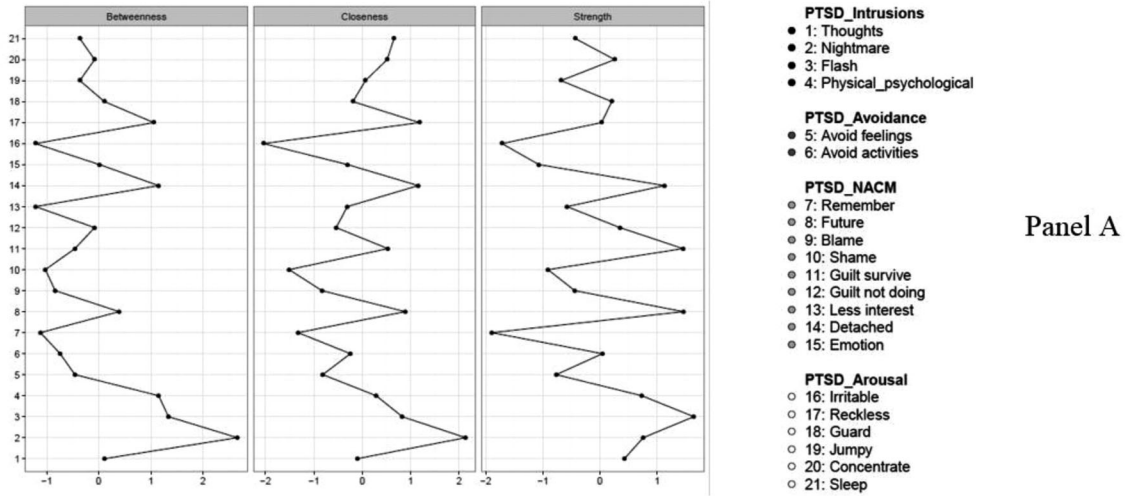 Betweenness
Closeness
Strength
21
20
19
18
17
16
15
14
13
12
11
10
9
8
7
6
5
4
3
2
1
−1 0 1 2
−2 −1 0 1 2
−2 −1 0 1
PTSD_Intrusions
1: Thoughts
2: Nightmare
3: Flash
4: Physical_psychological
PTSD_Avoidance
5: Avoid feelings
6: Avoid activities
PTSD_NACM
7: Remember
8: Future
9: Blame
10: Shame
11: Guilt survive
12: Guilt not doing
13: Less interest
14: Detached
15: Emotion
PTSD_Arousal
16: Irritable
17: Reckless
18: Guard
19: Jumpy
20: Concentrate
21: Sleep
Panel A